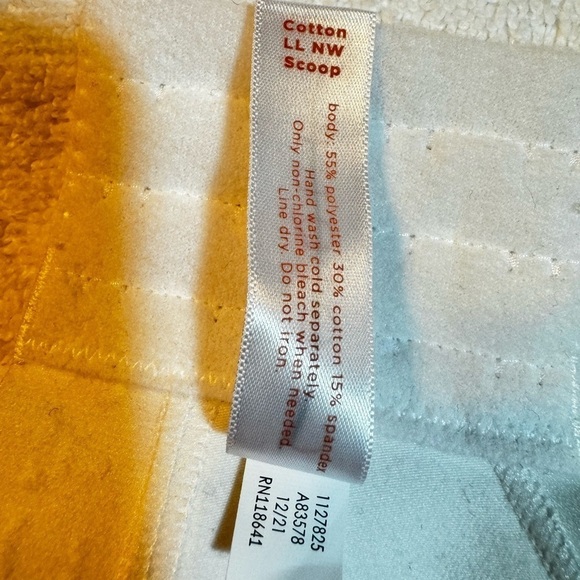 Cotton
LL NW
Scoop
body: 55% polyester 30% cotton 15% spandex
Hand wash cold separately.
Only non-chlorine bleach when needed.
Line dry. Do not iron.
1127825
A83578
12/21
RN118641